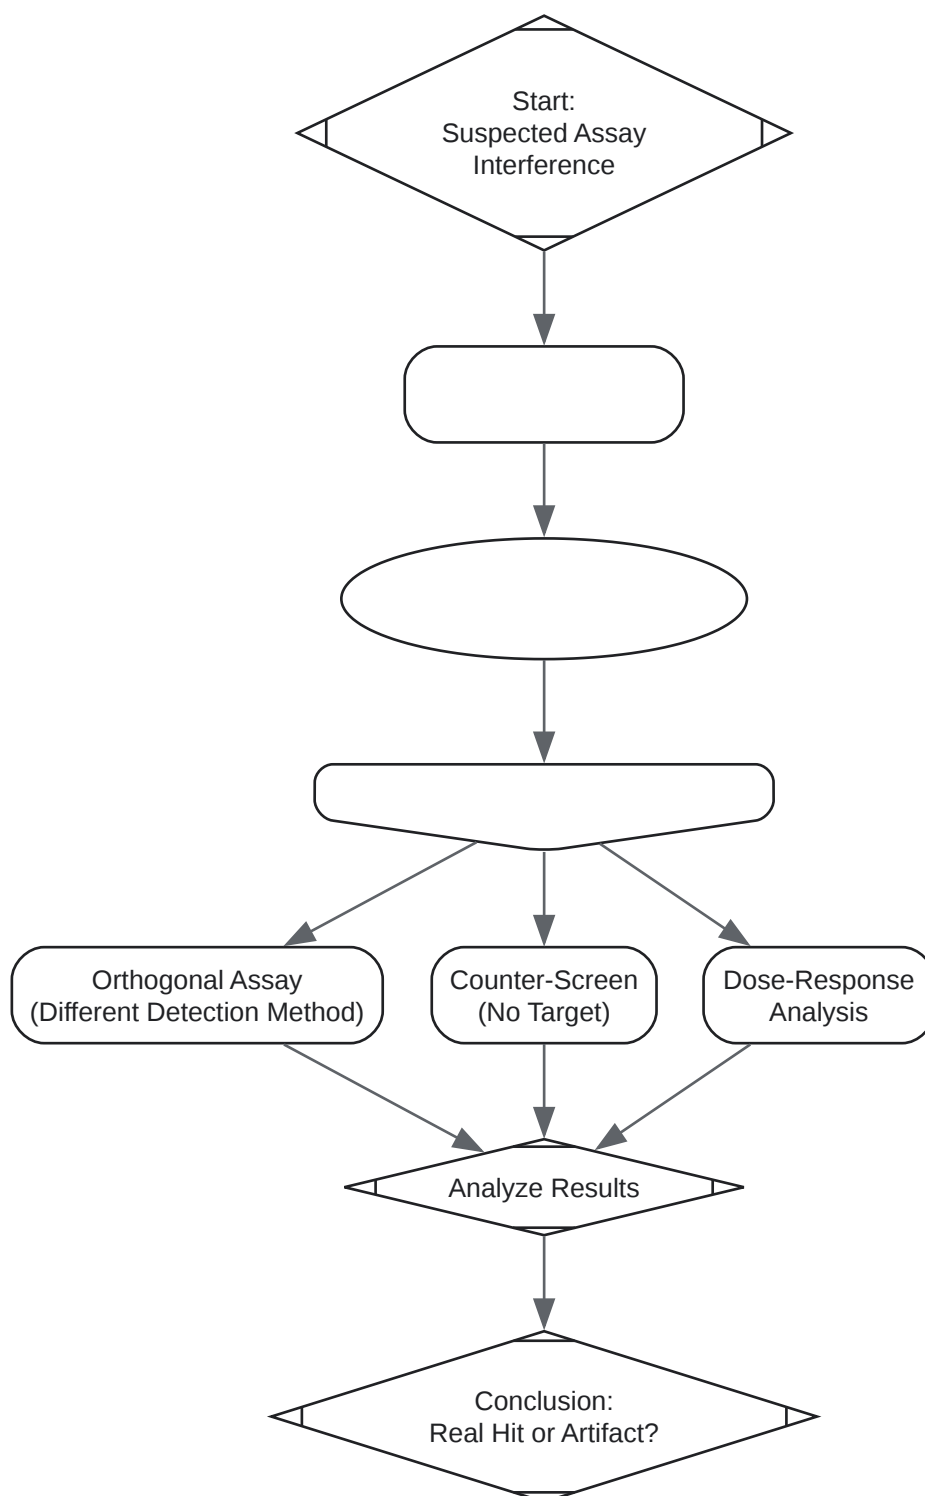 Start:
Suspected Assay
Interference
Orthogonal Assay
(Different Detection Method)
Counter-Screen
(No Target)
Dose-Response
Analysis
Analyze Results
Conclusion:
Real Hit or Artifact?